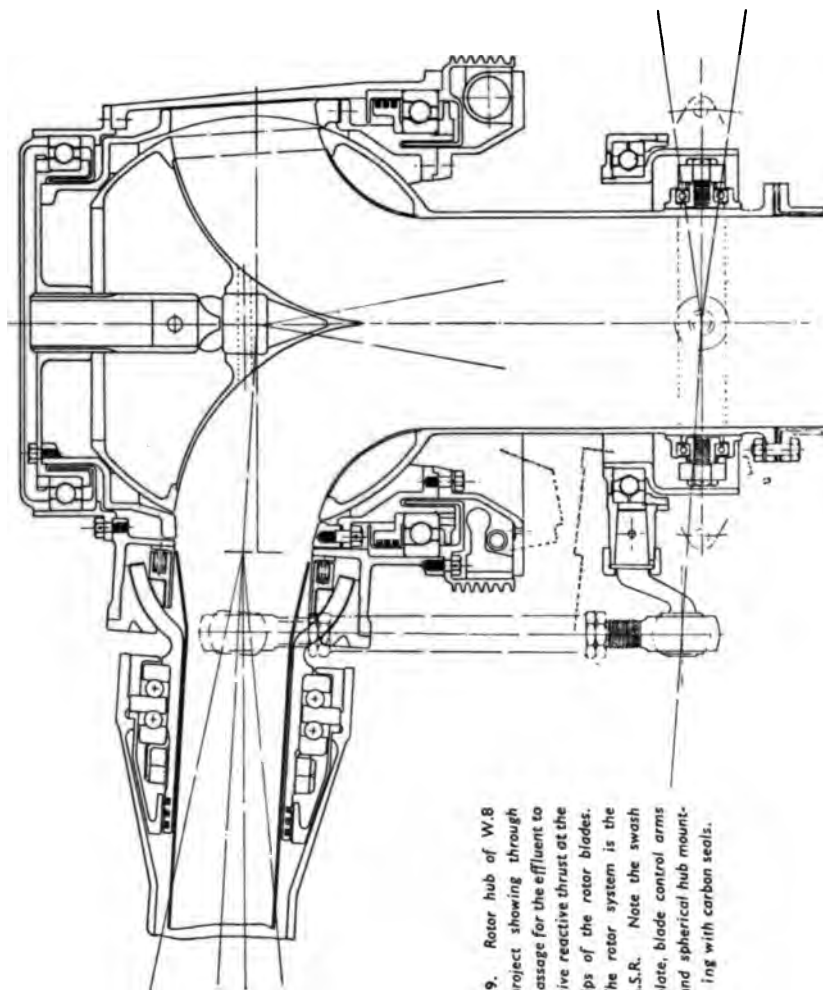 9. Rotor hub of W.8
roject showing through
assage for the effluent to
ive reactive thrust at the
ps of the rotor blades.
he rotor system is the
.S.R. Note the swash
late, blade control arms
and spherical hub mount-
ing with carbon seals.